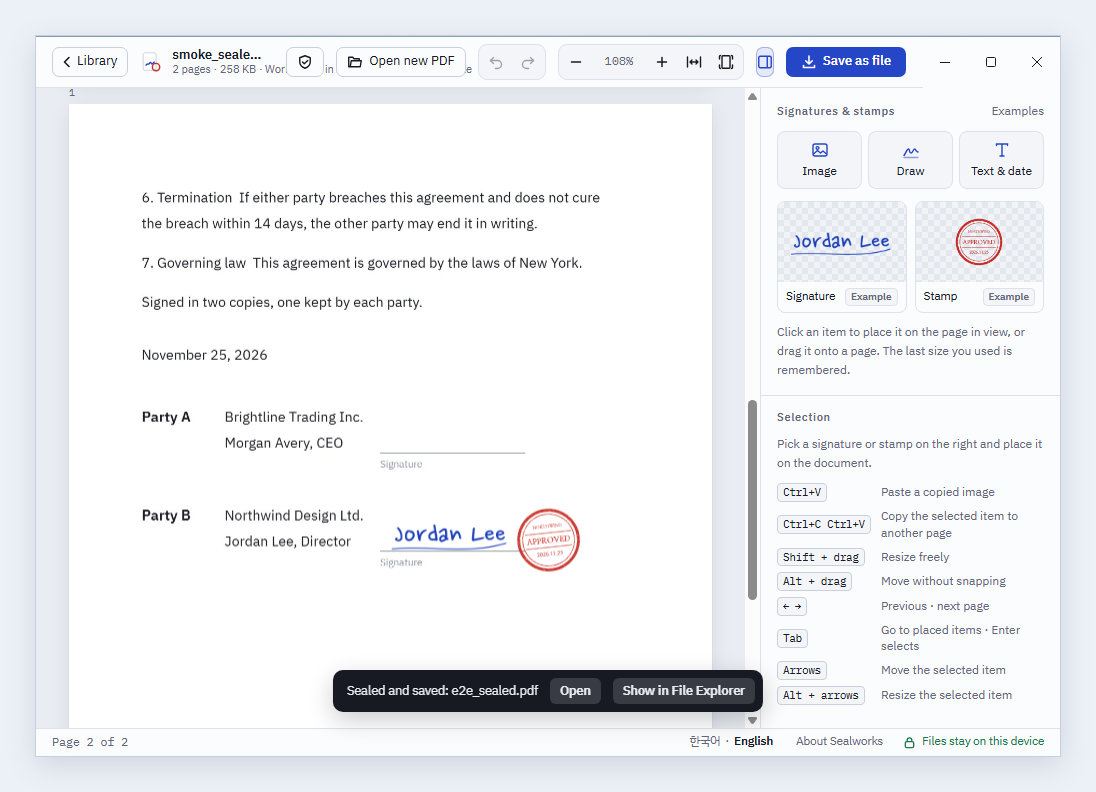 Library
smoke_seale...
2 pages · 258 KB · Wor
in
Open new PDF
e
108%
Save as file
1
6. Termination  If either party breaches this agreement and does not cure
the breach within 14 days, the other party may end it in writing.
7. Governing law  This agreement is governed by the laws of New York.
Signed in two copies, one kept by each party.
November 25, 2026
Party A
Brightline Trading Inc.
Morgan Avery, CEO
Signature
Party B
Northwind Design Ltd.
Jordan Lee, Director
Jordan Lee
APPROVED
2026.11.25
Signature
Sealed and saved: e2e_sealed.pdf
Open
Show in File Explorer
Signatures & stamps
Examples
Image
Draw
Text & date
Jordan Lee
APPROVED
2026.11.25
Signature
Example
Stamp
Example
Click an item to place it on the page in view, or
drag it onto a page. The last size you used is
remembered.
Selection
Pick a signature or stamp on the right and place it
on the document.
Ctrl+V
Paste a copied image
Ctrl+C Ctrl+V
Copy the selected item to
another page
Shift + drag
Resize freely
Alt + drag
Move without snapping
← →
Previous · next page
Tab
Go to placed items · Enter
selects
Arrows
Move the selected item
Alt + arrows
Resize the selected item
Page 2 of 2
한국어 · English
About Sealworks
Files stay on this device